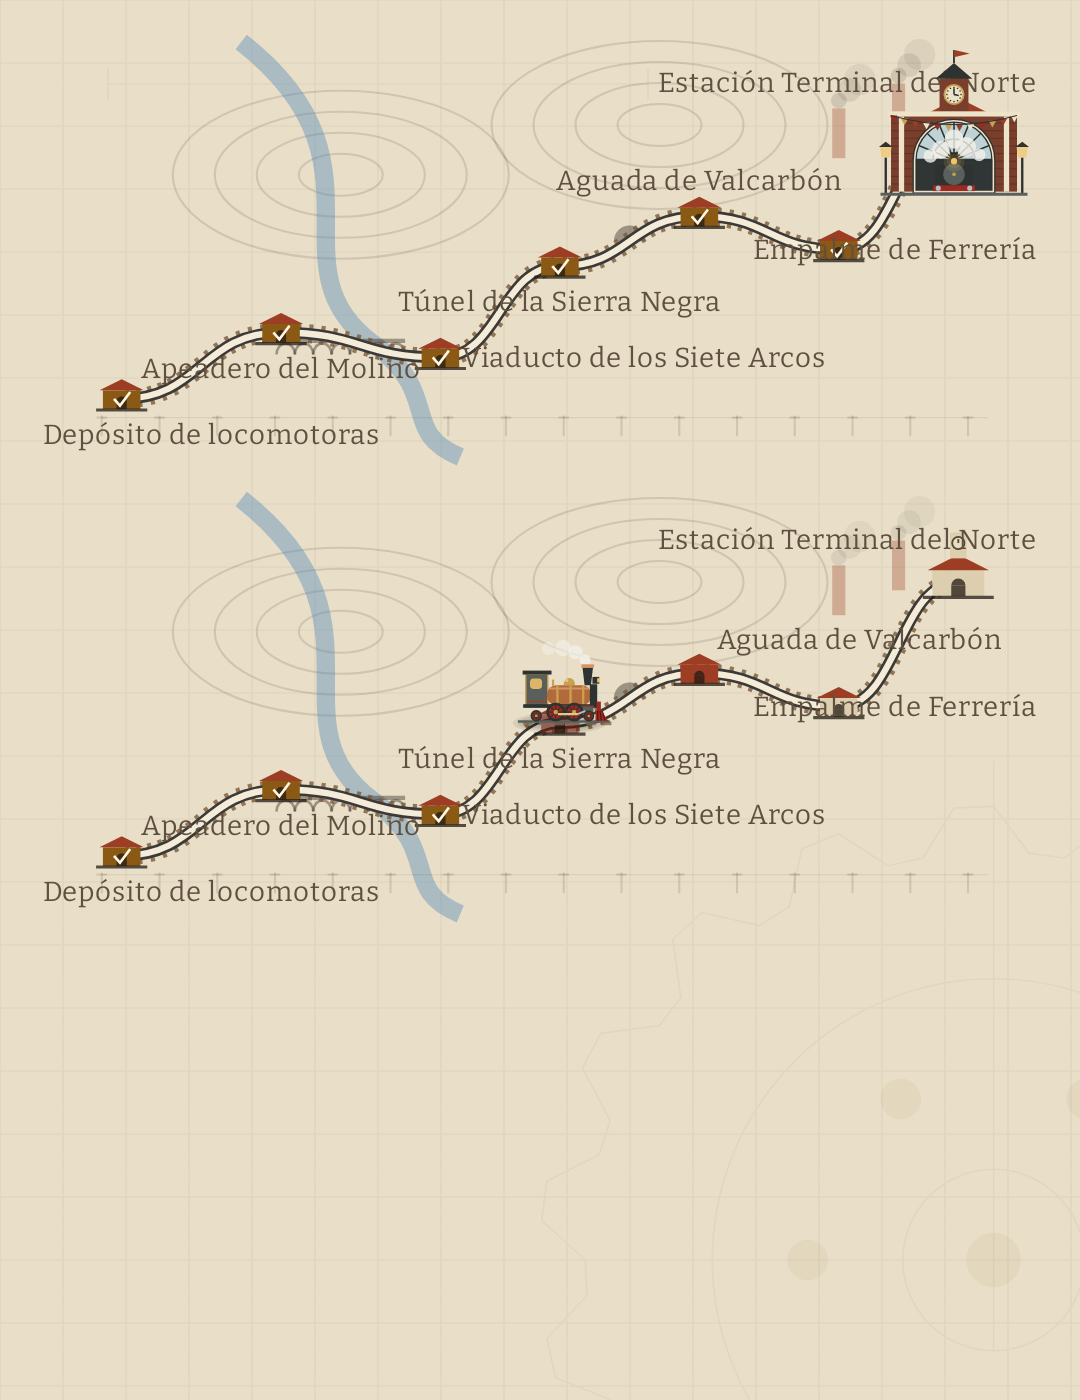 Estación Terminal del Norte
Aguada de Valcarbón
Empalme de Ferrería
Túnel de la Sierra Negra
Viaducto de los Siete Arcos
Apeadero del Molino
Depósito de locomotoras
Estación Terminal del Norte
Aguada de Valcarbón
Empalme de Ferrería
Túnel de la Sierra Negra
Viaducto de los Siete Arcos
Apeadero del Molino
Depósito de locomotoras